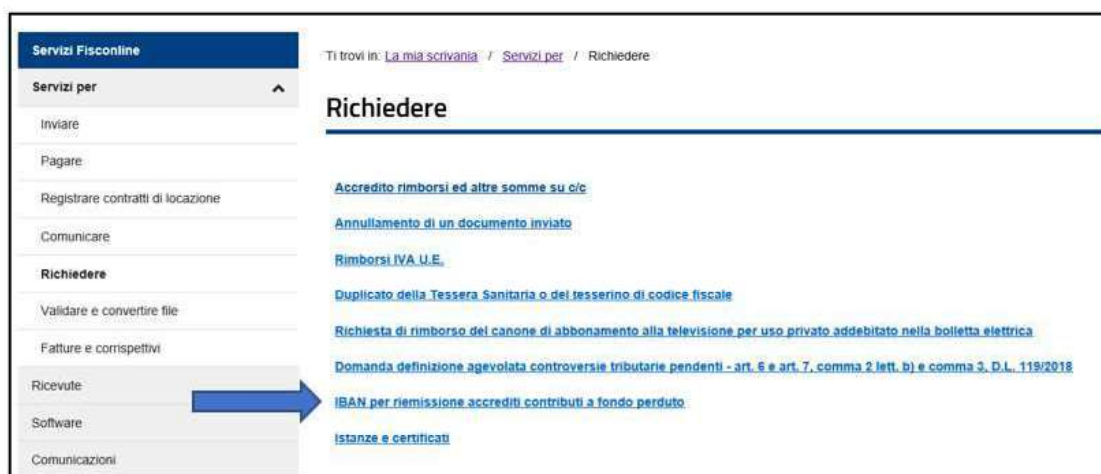 Servizi Fisconline
Servizi per
Inviare
Pagare
Registrare contratti di locazione
Comunicare
Richiedere
Validare e convertire file
Fatture e corrispettivi
Ricevute
Software
Comunicazioni
Ti trovi in: La mia scrivania / Servizi per / Richiedere
Richiedere
Accredito rimborsi ed altre somme su c/c
Annullamento di un documento inviato
Rimborsi IVA U.E.
Duplicato della Tessera Sanitaria o del tesserino di codice fiscale
Richiesta di rimborso del canone di abbonamento alla televisione per uso privato addebitato nella bolletta elettrica
Domanda definizione agevolata controversie tributarie pendenti - art. 6 e art. 7, comma 2 lett. b) e comma 3, D.L. 119/2018
IBAN per riemissione accrediti contributi a fondo perduto
Istanze e certificati